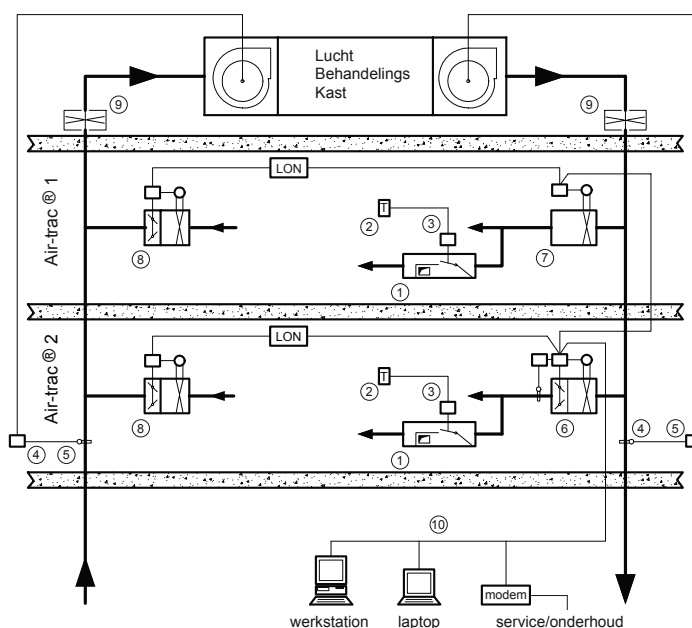 Lucht
Behandelings
Kast
9
9
Air-trac ® 1
LON
2
T
3
8
7
1
Air-trac ® 2
LON
2
T
3
8
6
1
4
5
4
5
10
modem
werkstation
laptop
service/onderhoud